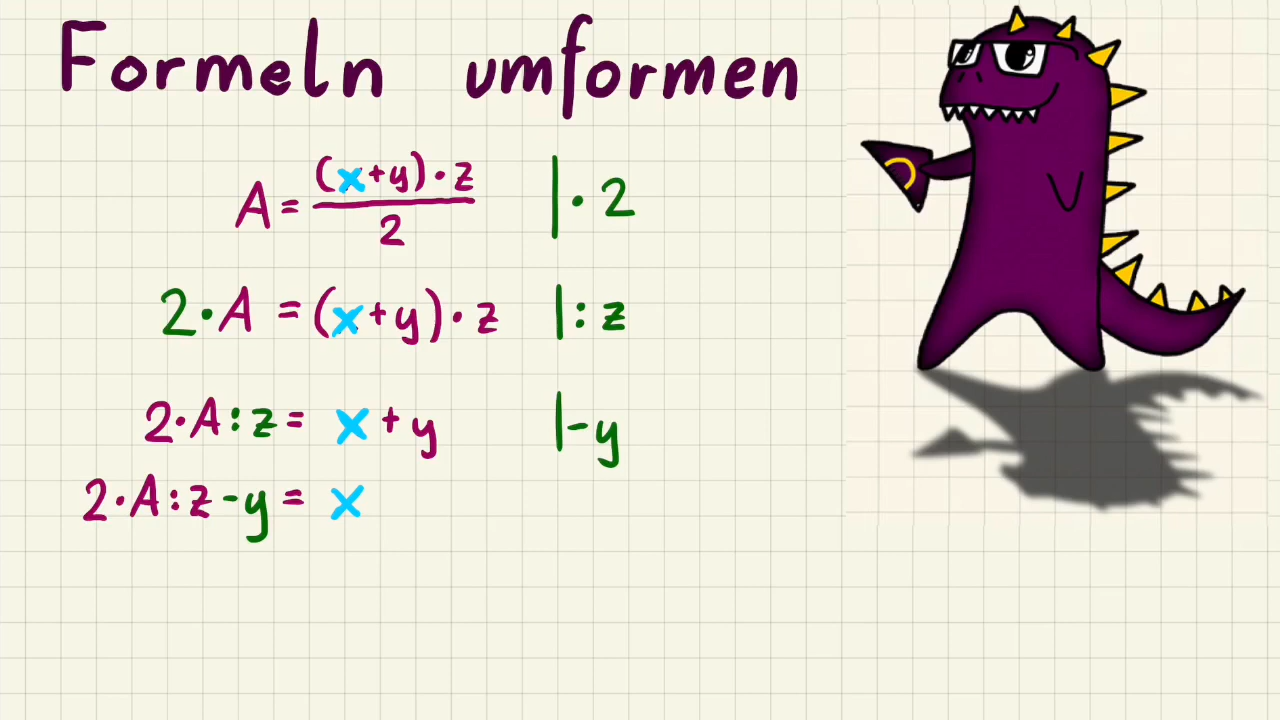 Formeln umformen
A = (x+y)·z / 2 |·2
2·A = (x+y)·z |:z
2·A:z = x + y |-y
2·A:z-y = x